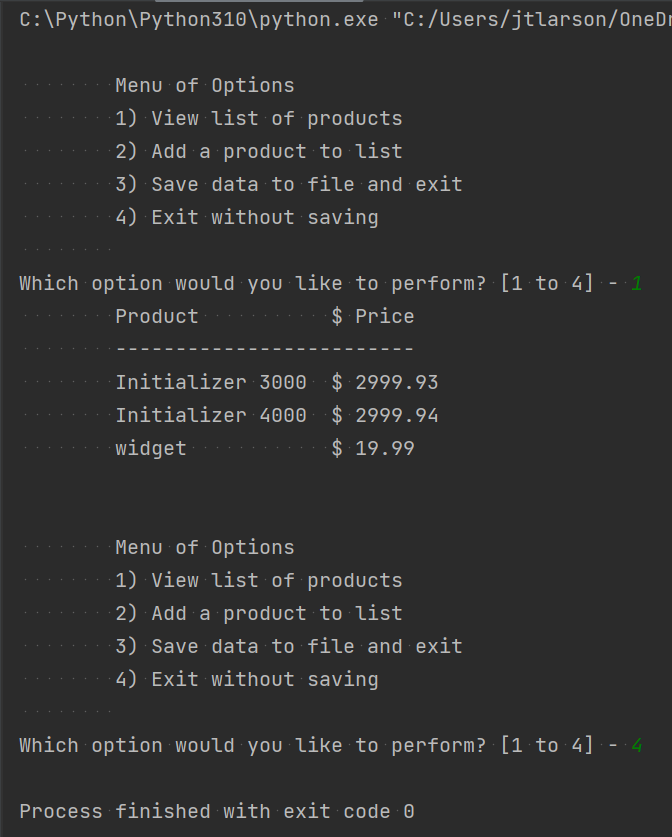 C:\Python\Python310\python.exe "C:/Users/jtlarson/OneDr
Menu of Options
1) View list of products
2) Add a product to list
3) Save data to file and exit
4) Exit without saving
Which option would you like to perform? [1 to 4] - 1
Product           $ Price
-------------------------
Initializer 3000  $ 2999.93
Initializer 4000  $ 2999.94
widget            $ 19.99
Menu of Options
1) View list of products
2) Add a product to list
3) Save data to file and exit
4) Exit without saving
Which option would you like to perform? [1 to 4] - 4
Process finished with exit code 0